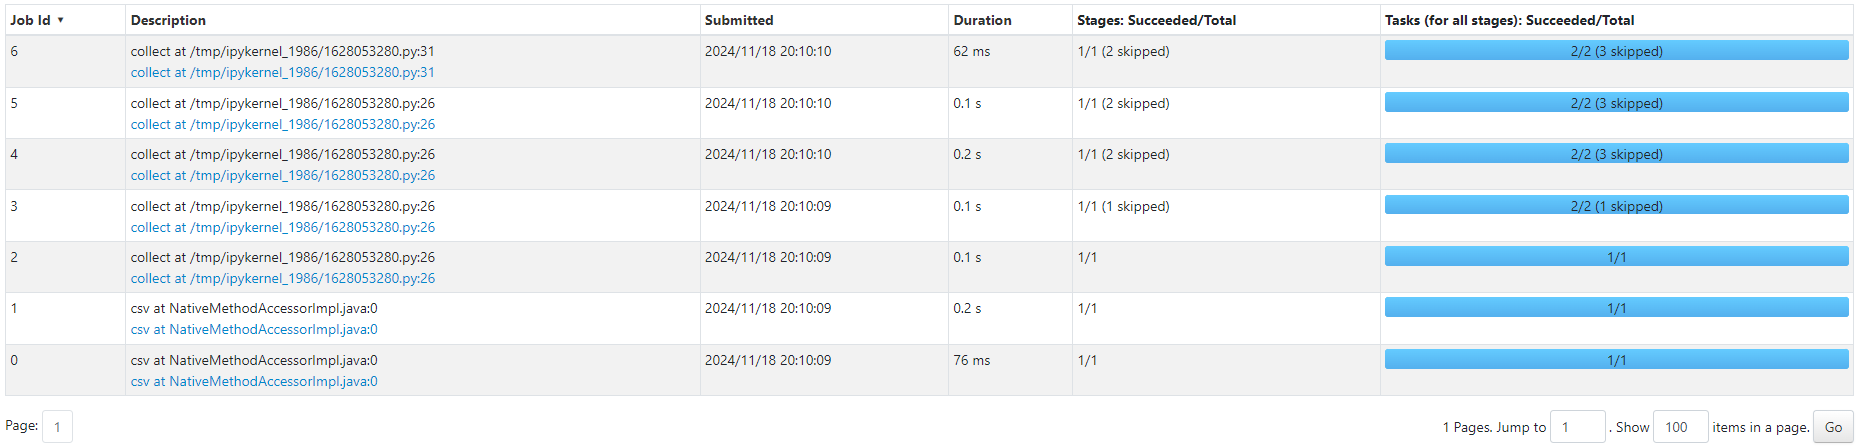 Job Id ▼ Description Submitted Duration Stages: Succeeded/Total Tasks (for all stages): Succeeded/Total
6 collect at /tmp/ipykernel_1986/1628053280.py:31 2024/11/18 20:10:10 62 ms 1/1 (2 skipped) 2/2 (3 skipped)
collect at /tmp/ipykernel_1986/1628053280.py:31
5 collect at /tmp/ipykernel_1986/1628053280.py:26 2024/11/18 20:10:10 0.1 s 1/1 (2 skipped) 2/2 (3 skipped)
collect at /tmp/ipykernel_1986/1628053280.py:26
4 collect at /tmp/ipykernel_1986/1628053280.py:26 2024/11/18 20:10:10 0.2 s 1/1 (2 skipped) 2/2 (3 skipped)
collect at /tmp/ipykernel_1986/1628053280.py:26
3 collect at /tmp/ipykernel_1986/1628053280.py:26 2024/11/18 20:10:09 0.1 s 1/1 (1 skipped) 2/2 (1 skipped)
collect at /tmp/ipykernel_1986/1628053280.py:26
2 collect at /tmp/ipykernel_1986/1628053280.py:26 2024/11/18 20:10:09 0.1 s 1/1 1/1
collect at /tmp/ipykernel_1986/1628053280.py:26
1 csv at NativeMethodAccessorImpl.java:0 2024/11/18 20:10:09 0.2 s 1/1 1/1
csv at NativeMethodAccessorImpl.java:0
0 csv at NativeMethodAccessorImpl.java:0 2024/11/18 20:10:09 76 ms 1/1 1/1
csv at NativeMethodAccessorImpl.java:0
Page: 1 1 Pages. Jump to 1 . Show 100 items in a page. Go